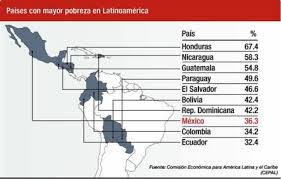 Países con mayor pobreza en Latinoamérica
País %
Honduras 67.4
Nicaragua 58.3
Guatemala 54.8
Paraguay 49.6
El Salvador 46.6
Bolivia 42.4
Rep. Dominicana 42.2
México 36.3
Colombia 34.2
Ecuador 32.4
Fuente: Comisión Económica para América Latina y el Caribe
(CEPAL)